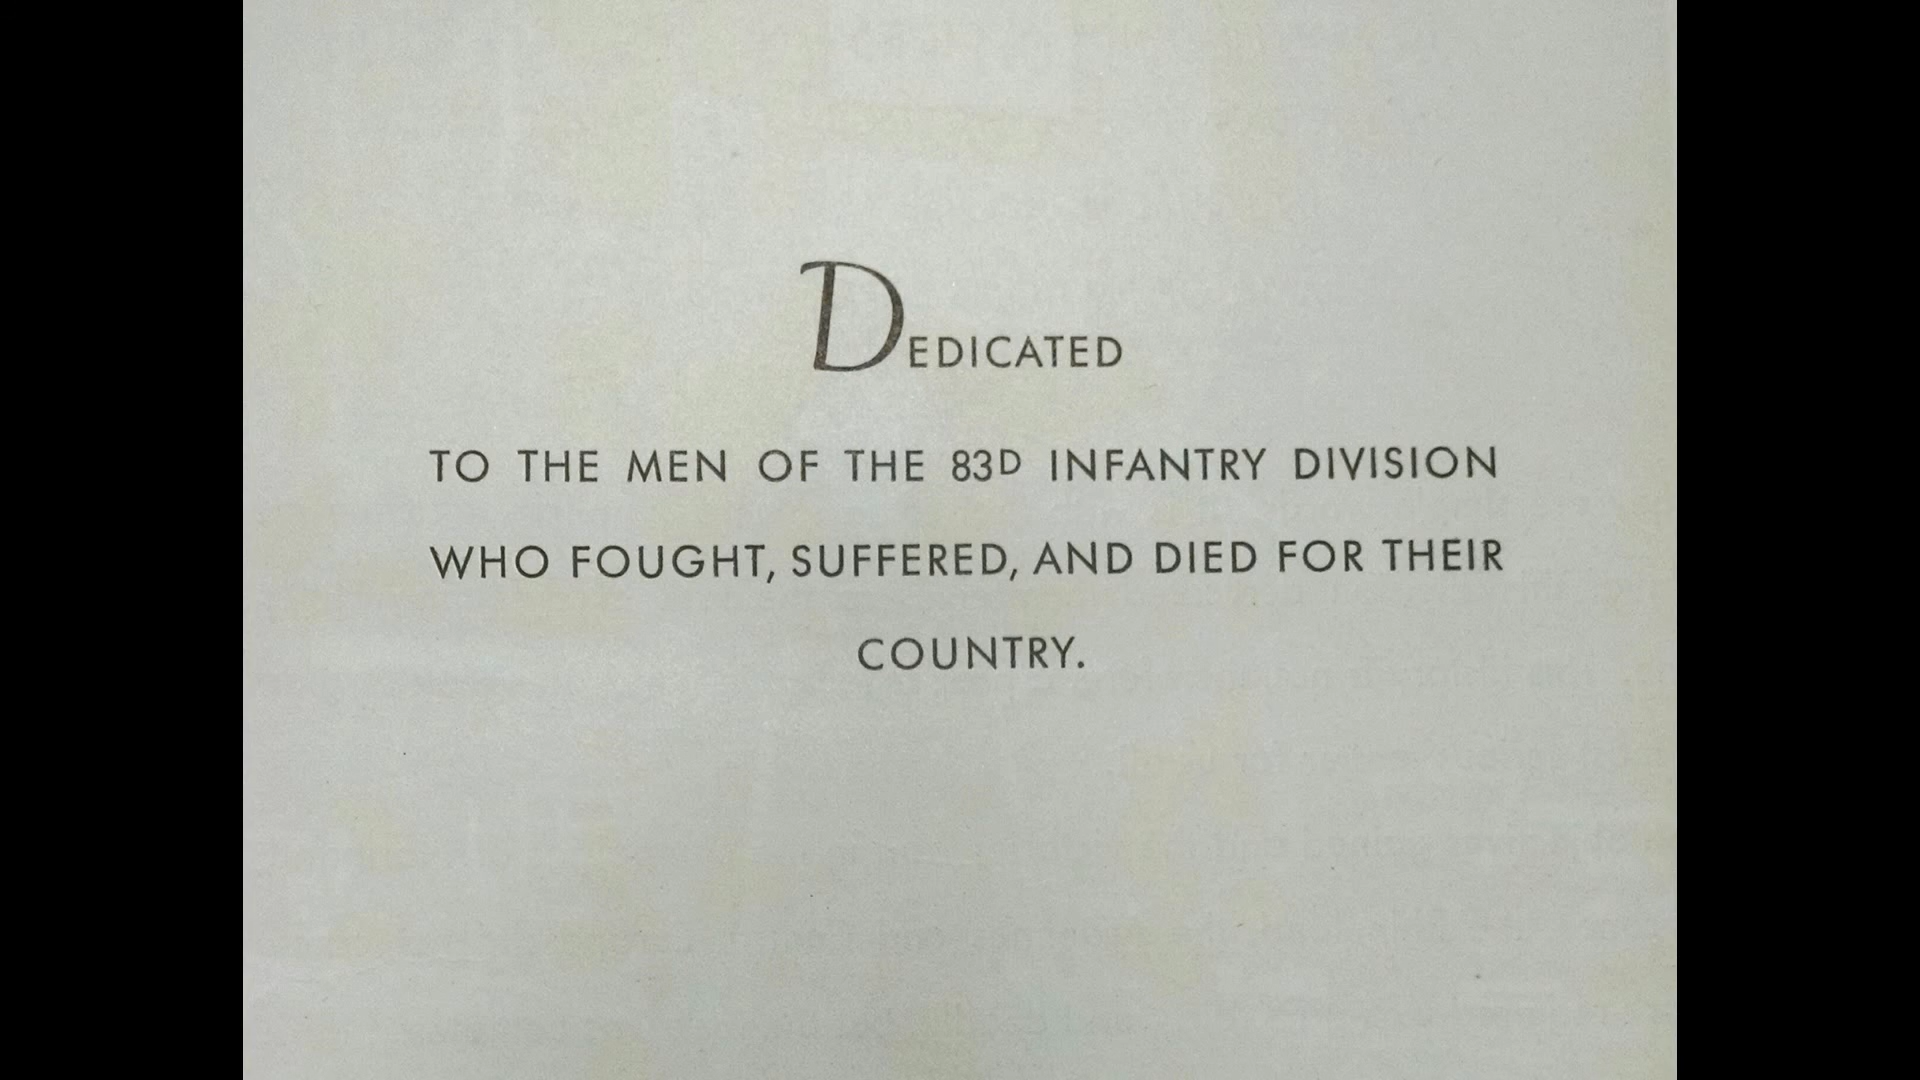 DEDICATED
TO THE MEN OF THE 83D INFANTRY DIVISION
WHO FOUGHT, SUFFERED, AND DIED FOR THEIR
COUNTRY.